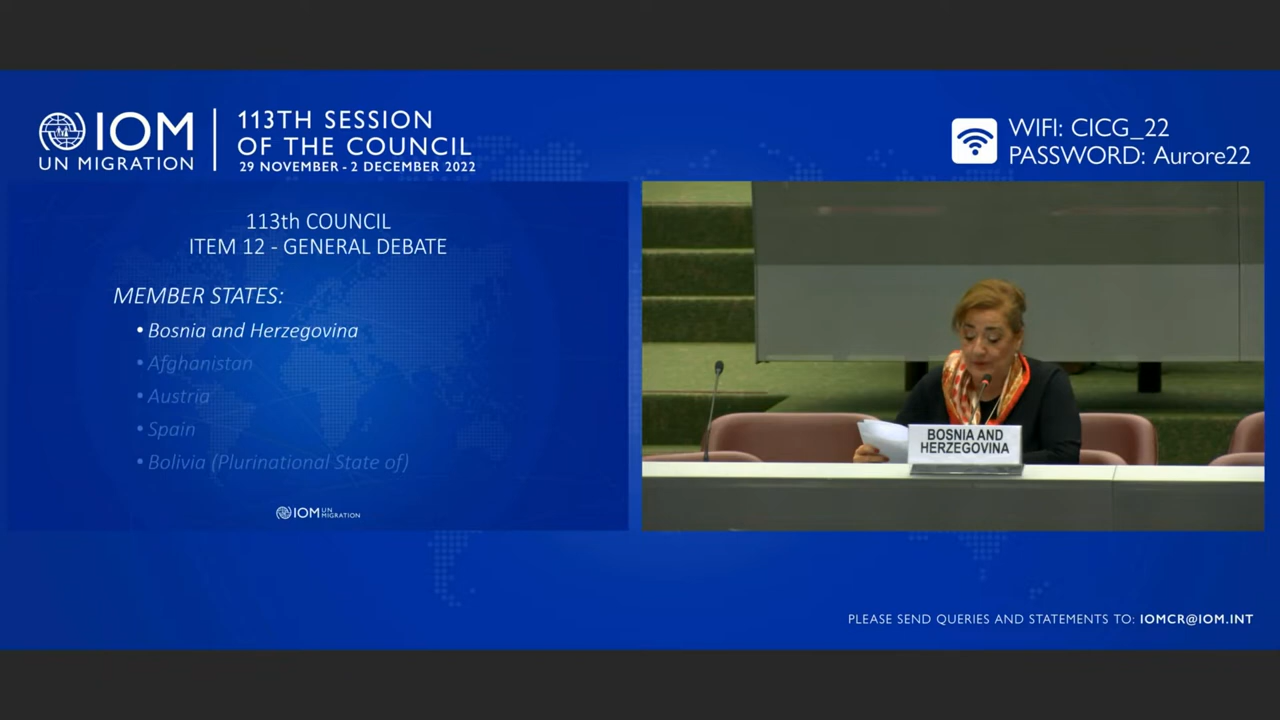 IOM
UN MIGRATION
113TH SESSION
OF THE COUNCIL
29 NOVEMBER - 2 DECEMBER 2022
WIFI: CICG_22
PASSWORD: Aurore22
113th COUNCIL
ITEM 12 - GENERAL DEBATE
MEMBER STATES:
• Bosnia and Herzegovina
• Afghanistan
• Austria
• Spain
• Bolivia (Plurinational State of)
IOM UN MIGRATION
BOSNIA AND
HERZEGOVINA
PLEASE SEND QUERIES AND STATEMENTS TO: IOMCR@IOM.INT